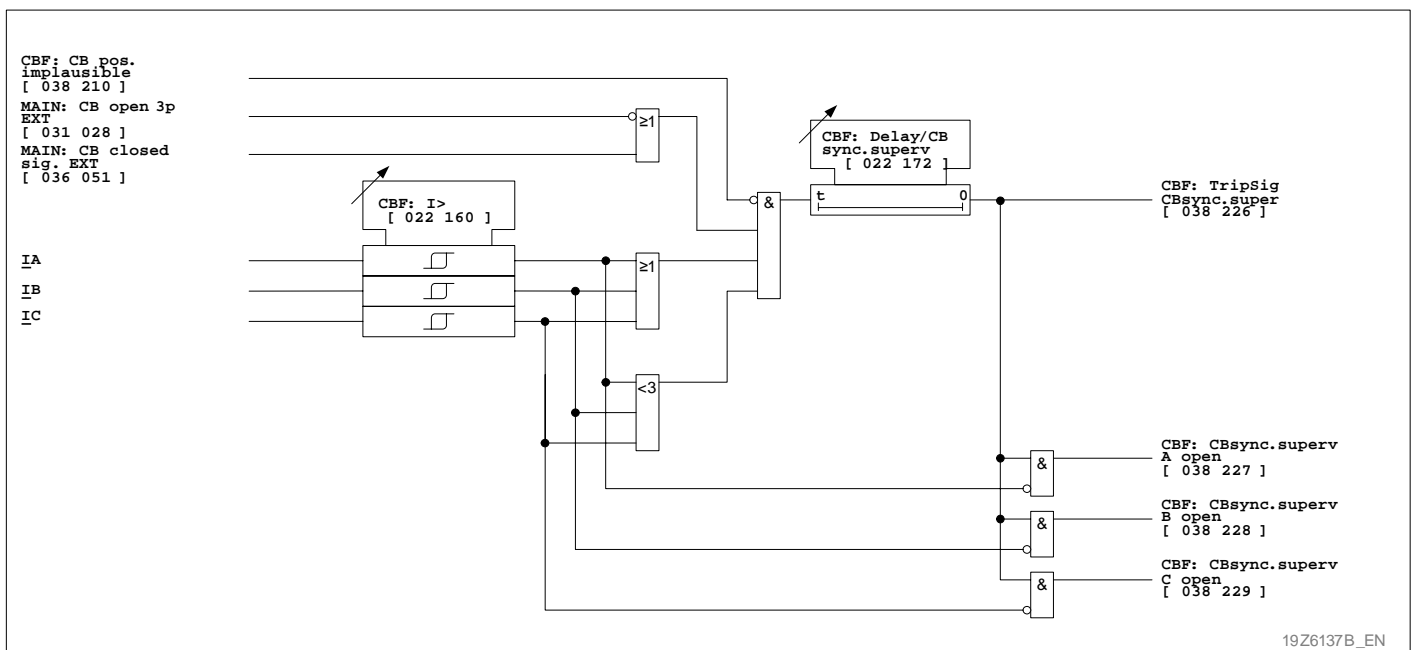 CBF: CB pos.
implausible
[ 038 210 ]
MAIN: CB open 3p
EXT
[ 031 028 ]
MAIN: CB closed
sig. EXT
[ 036 051 ]
CBF: I>
[ 022 160 ]
IA
IB
IC
≥1
≥1
<3
&
CBF: Delay/CB
sync.superv
[ 022 172 ]
t 0
CBF: TripSig
CBsync.super
[ 038 226 ]
&
CBF: CBsync.superv
A open
[ 038 227 ]
&
CBF: CBsync.superv
B open
[ 038 228 ]
&
CBF: CBsync.superv
C open
[ 038 229 ]
19Z6137B_EN